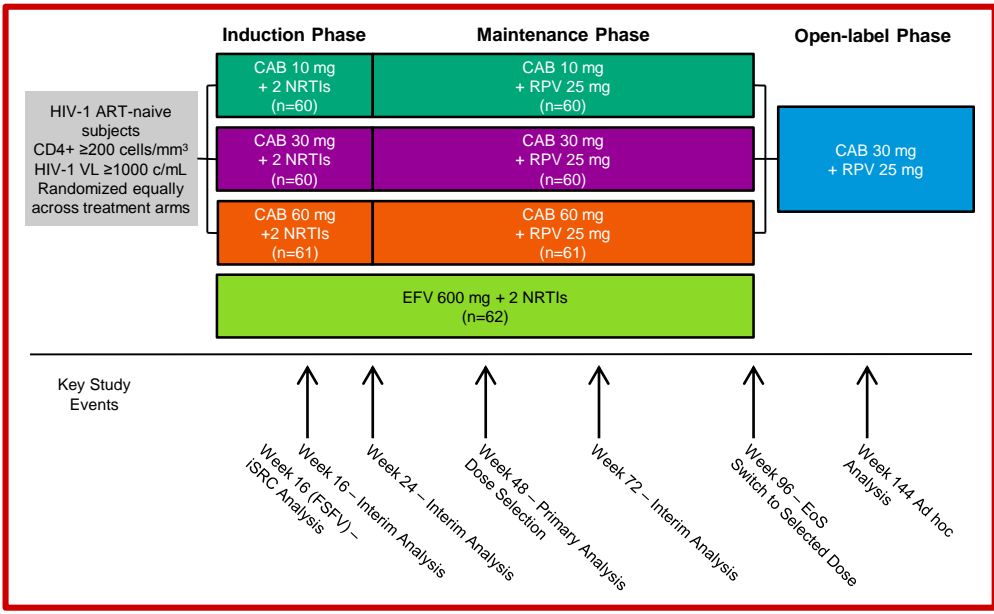 Induction Phase
Maintenance Phase
Open-label Phase
HIV-1 ART-naive
subjects
CD4+ ≥200 cells/mm³
HIV-1 VL ≥1000 c/mL
Randomized equally
across treatment arms
CAB 10 mg
+ 2 NRTIs
(n=60)
CAB 10 mg
+ RPV 25 mg
(n=60)
CAB 30 mg
+ 2 NRTIs
(n=60)
CAB 30 mg
+ RPV 25 mg
(n=60)
CAB 60 mg
+2 NRTIs
(n=61)
CAB 60 mg
+ RPV 25 mg
(n=61)
CAB 30 mg
+ RPV 25 mg
EFV 600 mg + 2 NRTIs
(n=62)
Key Study
Events
Week 16 (FSFV) –
iSRC Analysis
Week 16 – Interim Analysis
Week 24 – Interim Analysis
Week 48 – Primary Analysis
Dose Selection
Week 72 – Interim Analysis
Week 96 – EoS
Switch to Selected Dose
Week 144 Ad hoc
Analysis